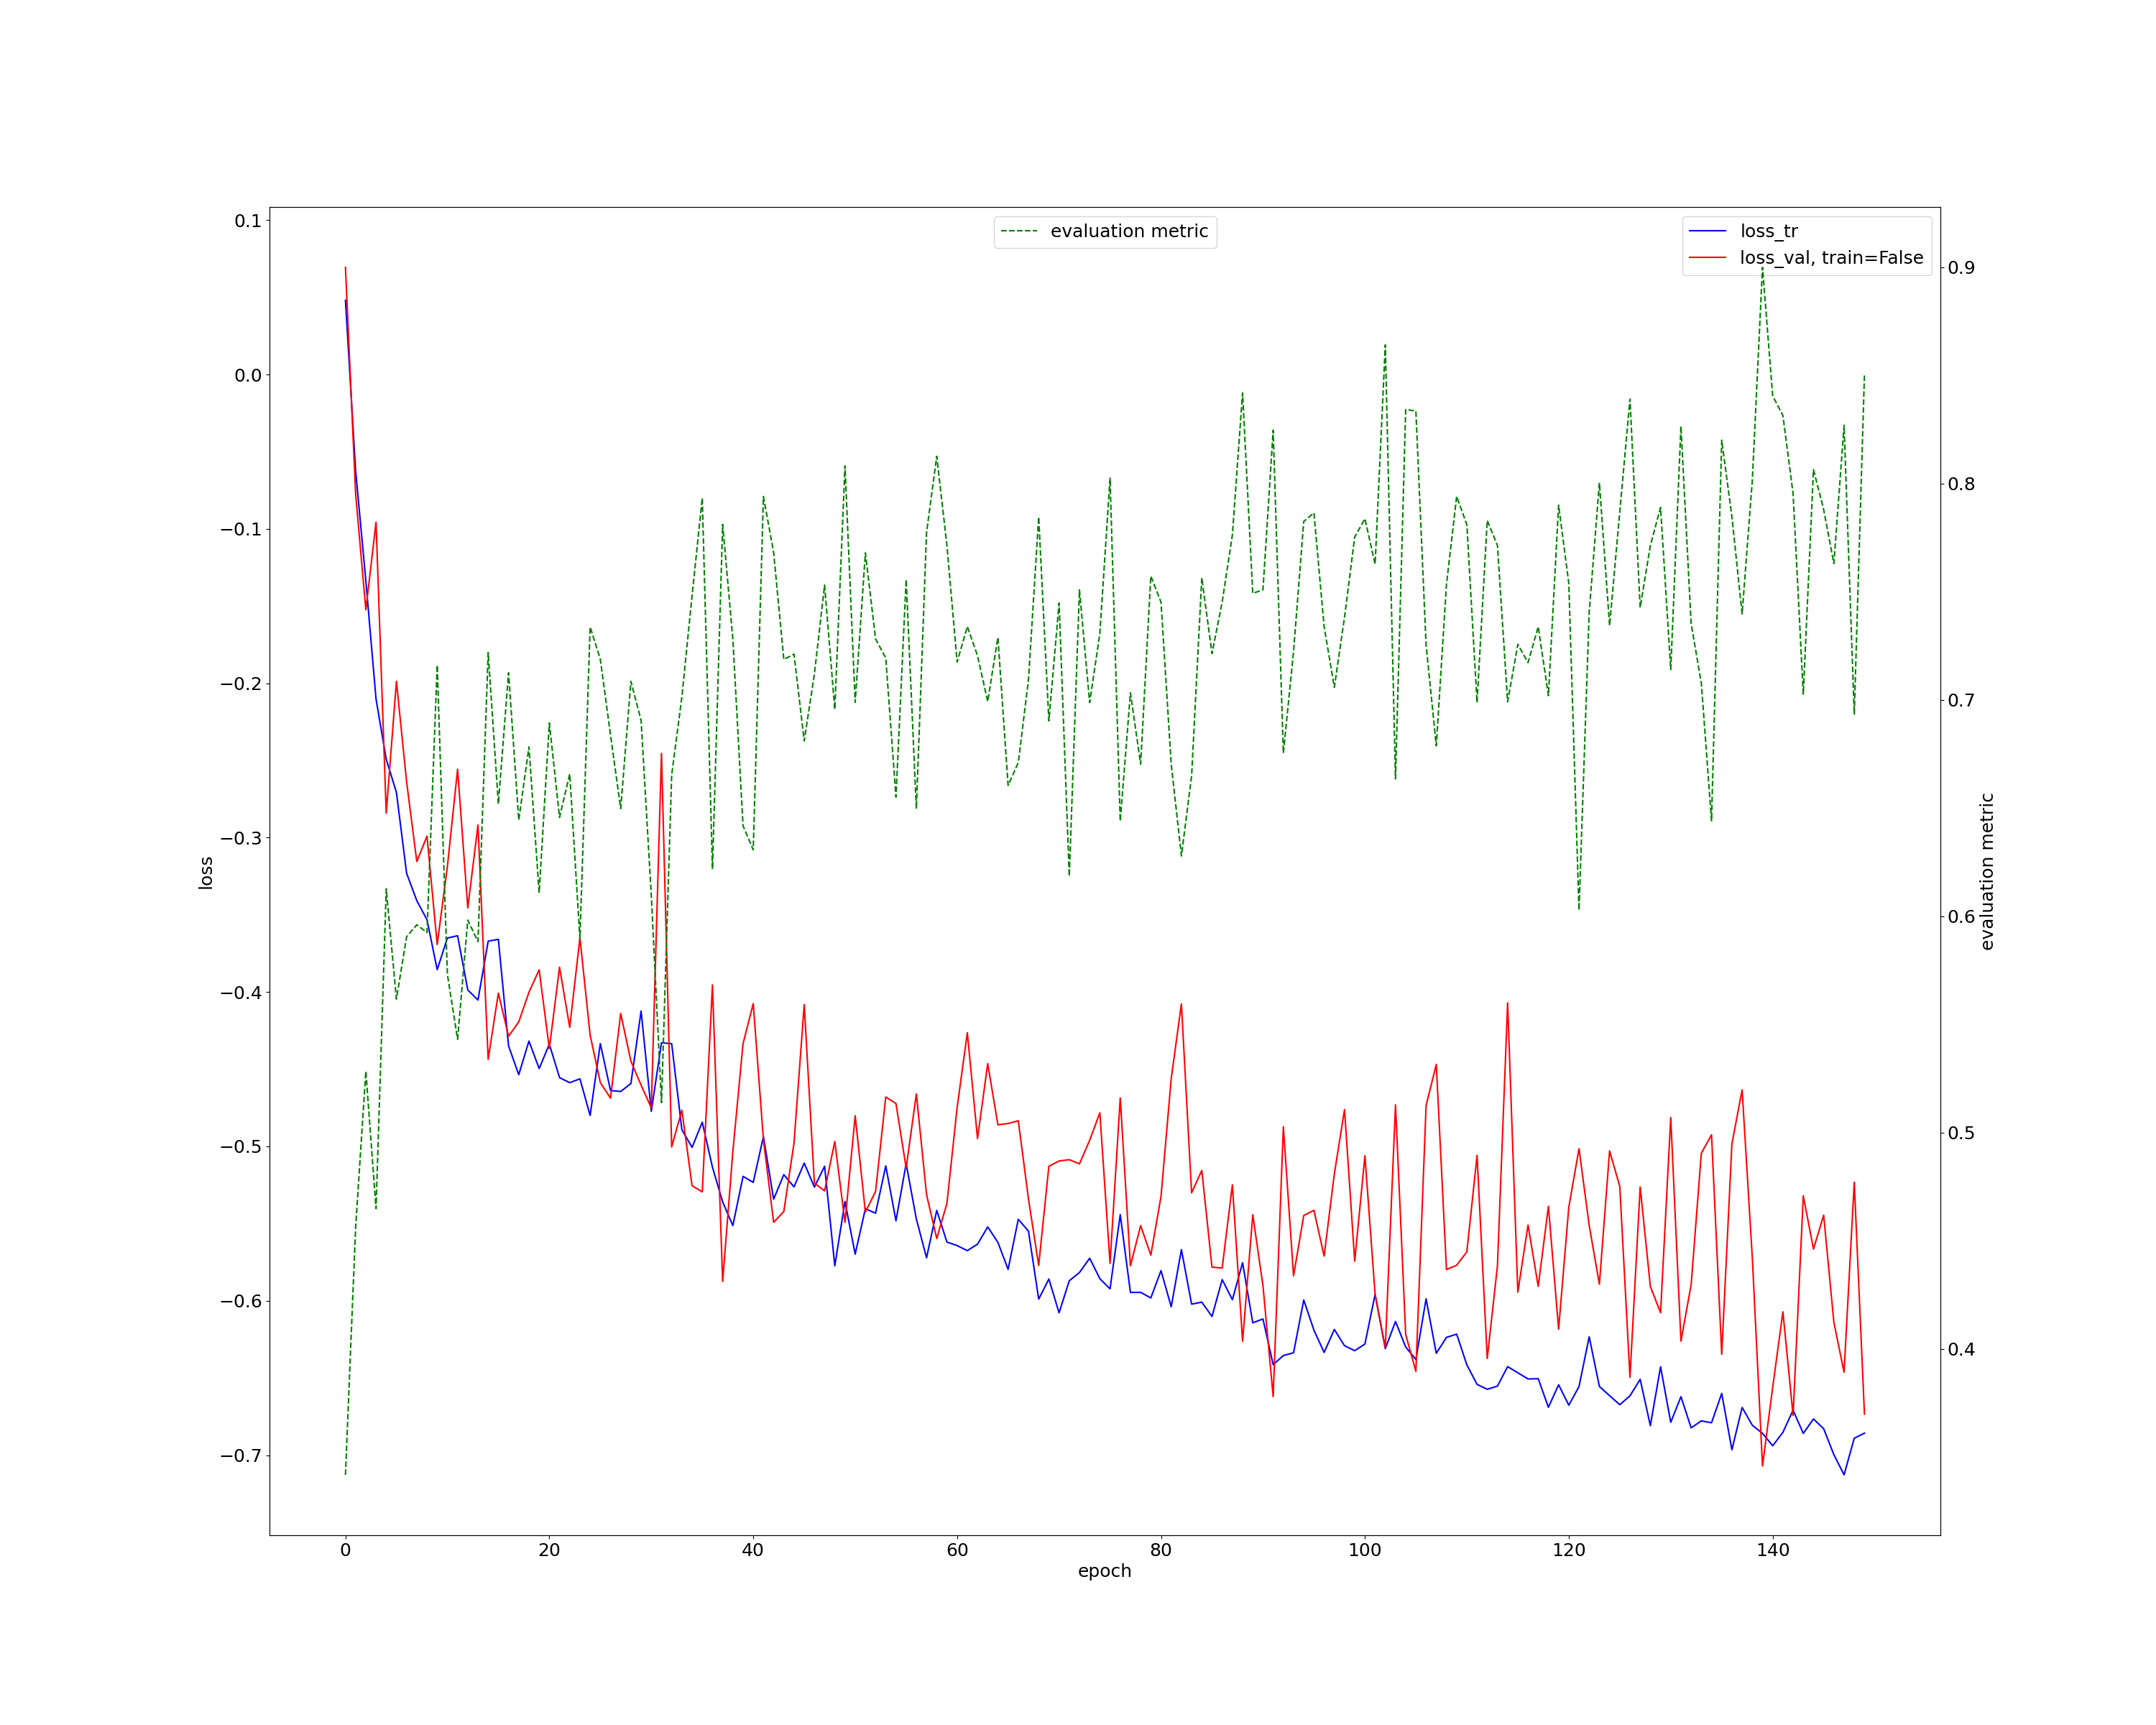 evaluation metric
loss_tr
loss_val, train=False
0.1
0.0
−0.1
−0.2
−0.3
−0.4
−0.5
−0.6
−0.7
loss
0.9
0.8
0.7
0.6
0.5
0.4
evaluation metric
0 20 40 60 80 100 120 140
epoch